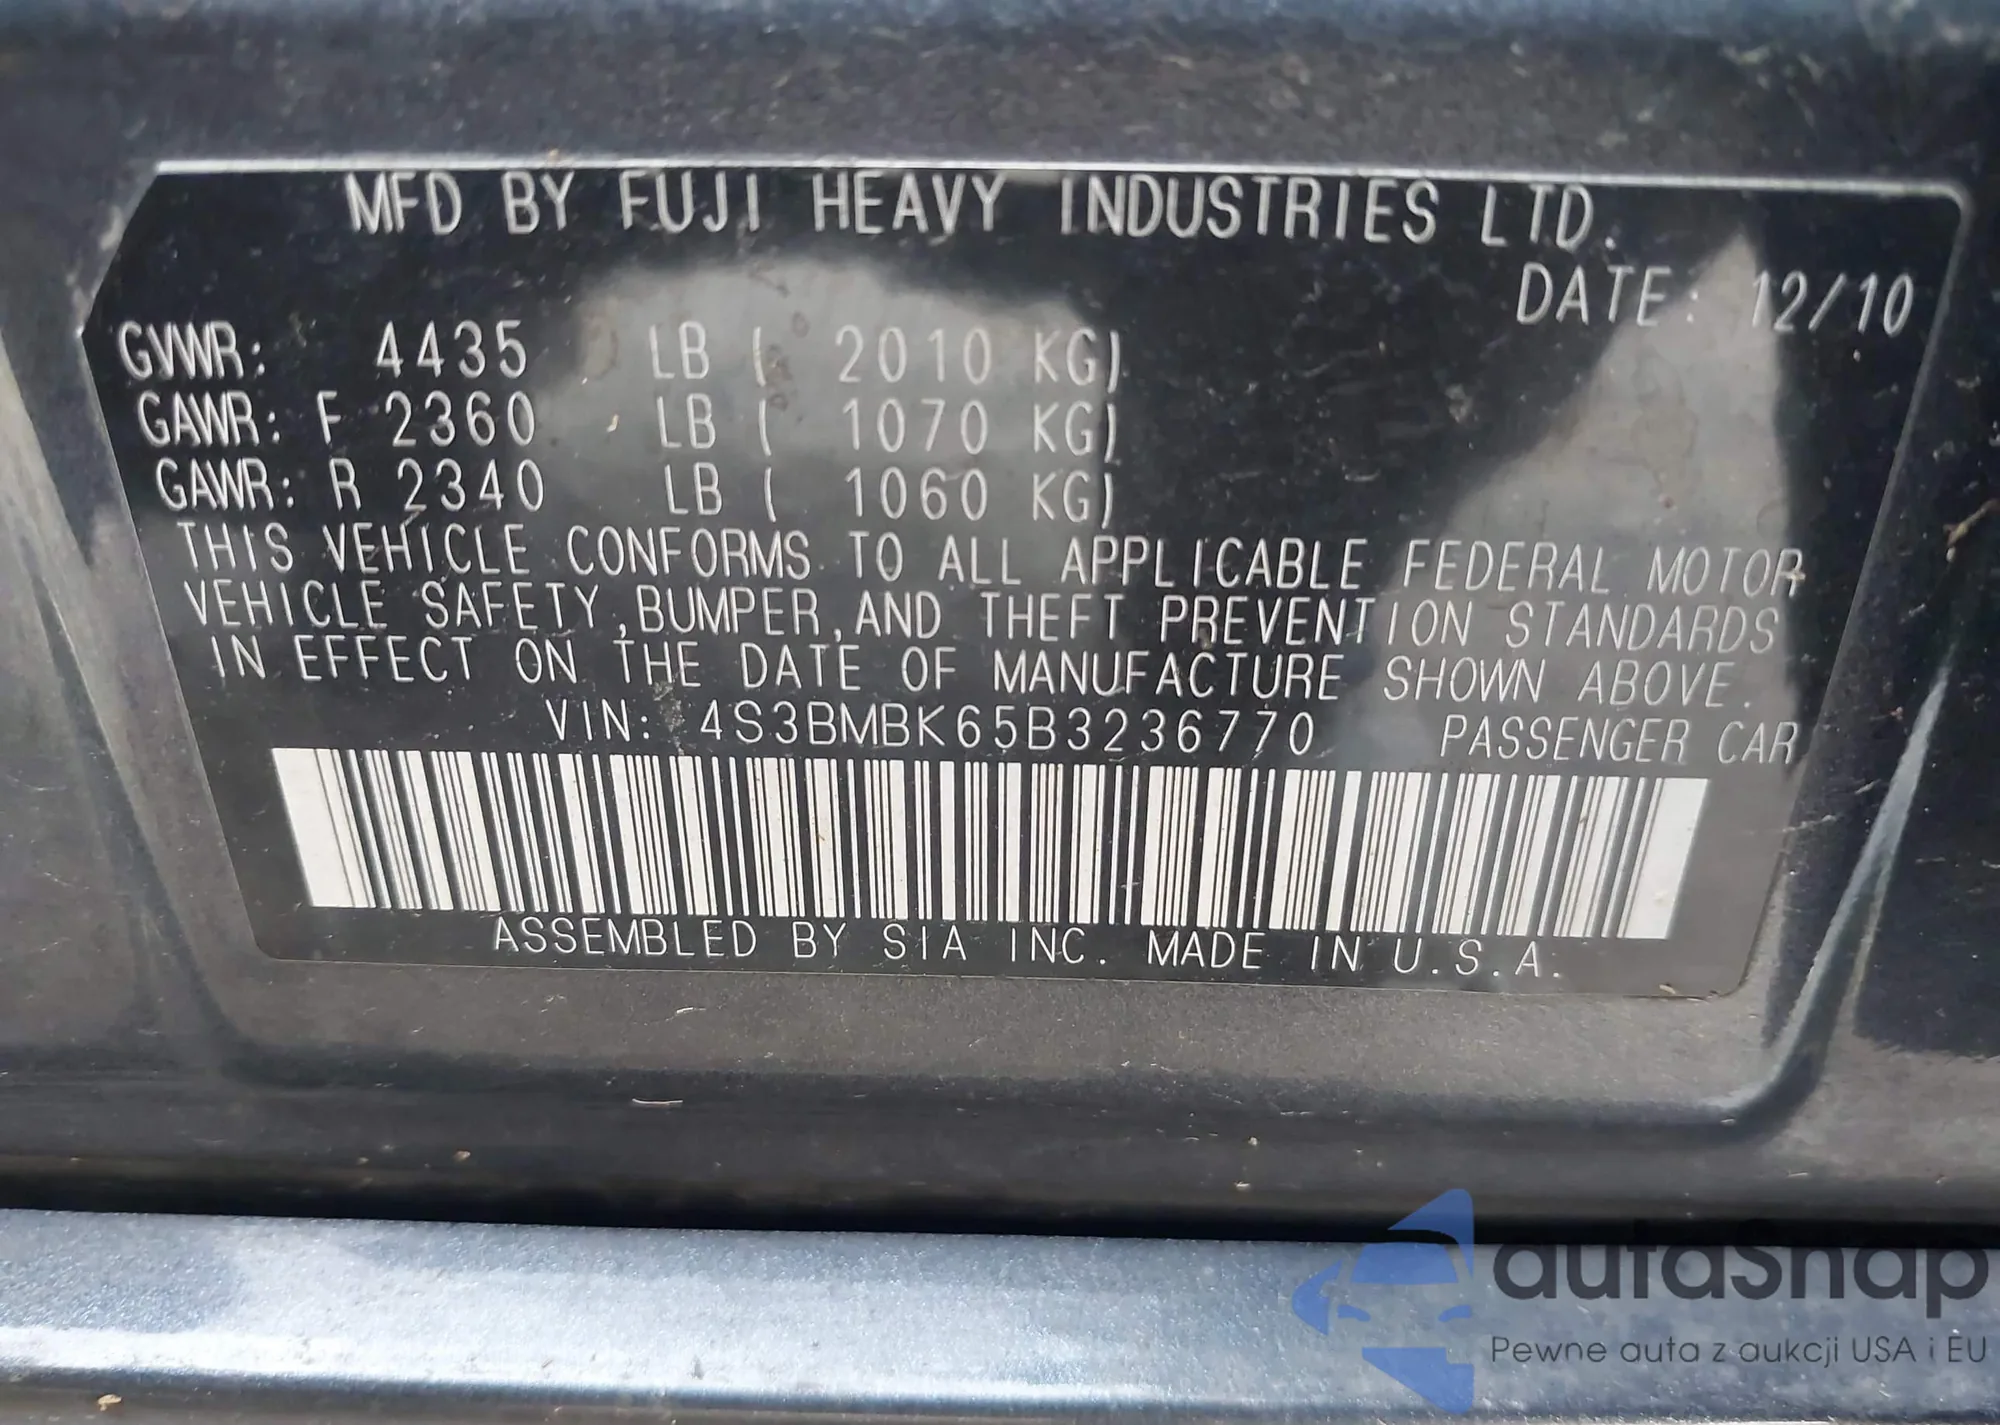 MFD BY FUJI HEAVY INDUSTRIES LTD.
DATE: 12/10
GVWR: 4435 LB ( 2010 KG)
GAWR: F 2360 LB ( 1070 KG)
GAWR: R 2340 LB ( 1060 KG)
THIS VEHICLE CONFORMS TO ALL APPLICABLE FEDERAL MOTOR
VEHICLE SAFETY,BUMPER,AND THEFT PREVENTION STANDARDS
IN EFFECT ON THE DATE OF MANUFACTURE SHOWN ABOVE.
VIN: 4S3BMBK65B3236770 PASSENGER CAR
ASSEMBLED BY SIA INC. MADE IN U.S.A.
autaSnap
Pewne auta z aukcji USA i EU